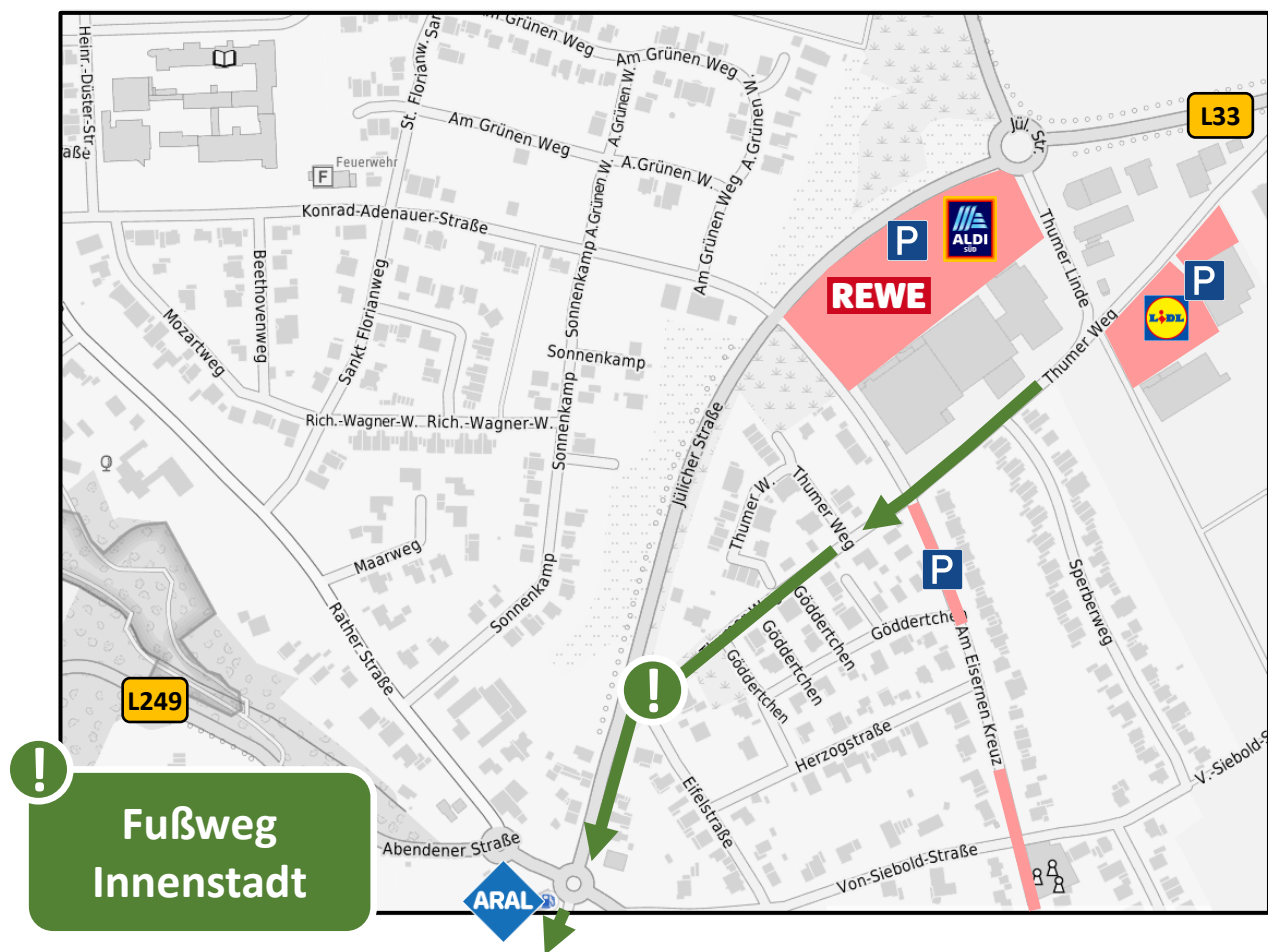 Heinr.-Düster-Str.
aße
St. Florianw.
San
Am Grünen Weg
Am Grünen Weg
A.Grünen W.
A.Grünen W.
Am Grünen Weg
A.Grünen W.
Am Grünen Weg
A.Grünen W.
Feuerwehr
F
Konrad-Adenauer-Straße
Jül. Str.
L33
P
ALDI
SÜD
REWE
Thumer Linde
P
LiDL
Thumer Weg
Beethovenweg
Mozartweg
Sankt Florianweg
Sonnenkamp
Sonnenkamp
Sonnenkamp
Rich.-Wagner-W.
Rich.-Wagner-W.
Jülicher Straße
Thumer W.
Thumer Weg
Maarweg
Sonnenkamp
P
Sperberweg
Göddertchen
Göddertchen
Göddertchen
Göddertchen
Am Eisernen Kreuz
Rather Straße
L249
!
Herzogstraße
V.-Siebold-S
Eifelstraße
Abendener Straße
Von-Siebold-Straße
ARAL
!
Fußweg
Innenstadt